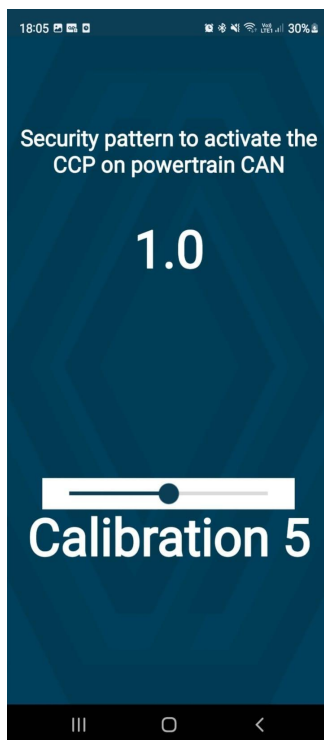 18:05
30%
Security pattern to activate the
CCP on powertrain CAN
1.0
Calibration 5